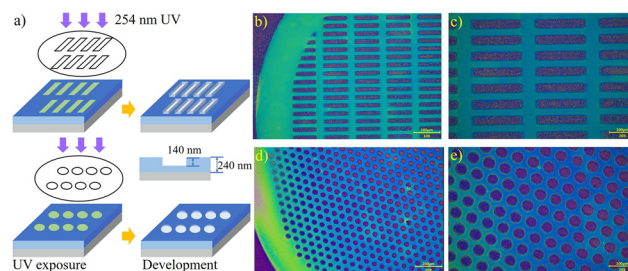 a)
254 nm UV
140 nm
240 nm
UV exposure
Development
b)
c)
d)
e)